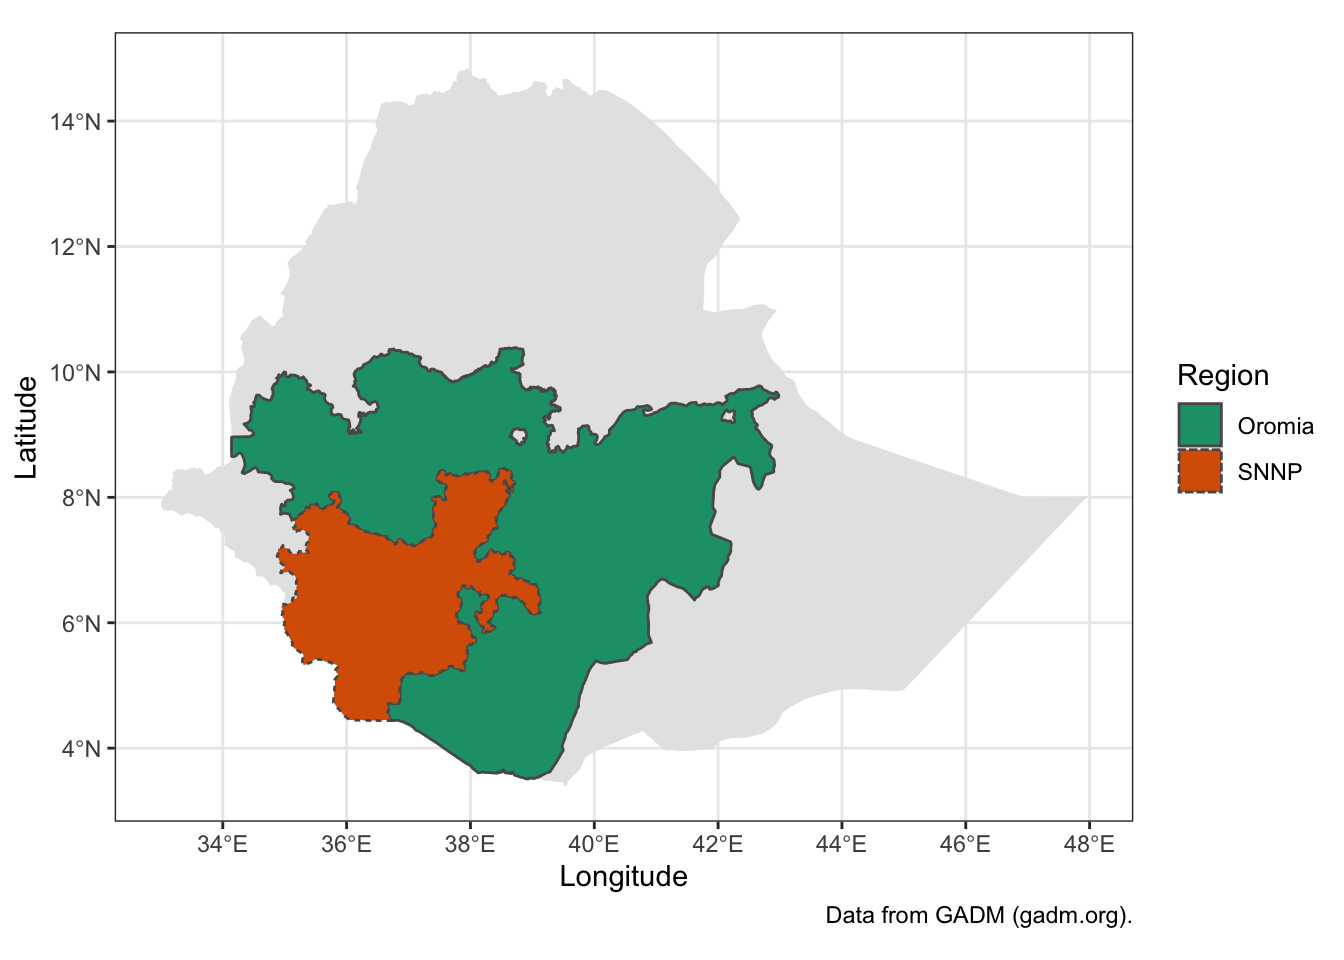 14°N
12°N
10°N
8°N
6°N
4°N
Latitude
34°E 36°E 38°E 40°E 42°E 44°E 46°E 48°E
Longitude
Region
Oromia
SNNP
Data from GADM (gadm.org).